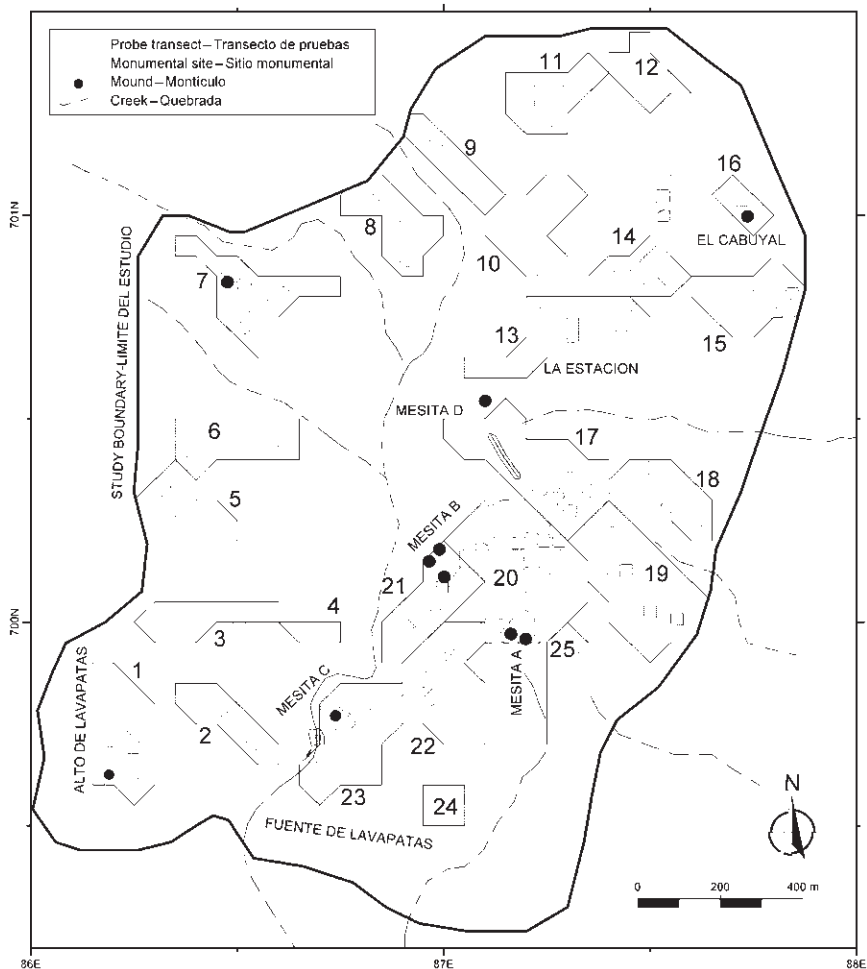 Probe transect – Transecto de pruebas
Monumental site – Sitio monumental
Mound – Montículo
Creek – Quebrada
12
11
9
16
701N
EL CABUYAL
8
14
10
7
STUDY BOUNDARY-LIMITE DEL ESTUDIO
13
15
LA ESTACION
MESITA D
6
17
18
5
MESITA B
20
21
19
4
700N
3
25
1
MESITA C
MESITA A
ALTO DE LAVAPATAS
2
22
23
24
N
FUENTE DE LAVAPATAS
0 200 400 m
86E 87E 88E